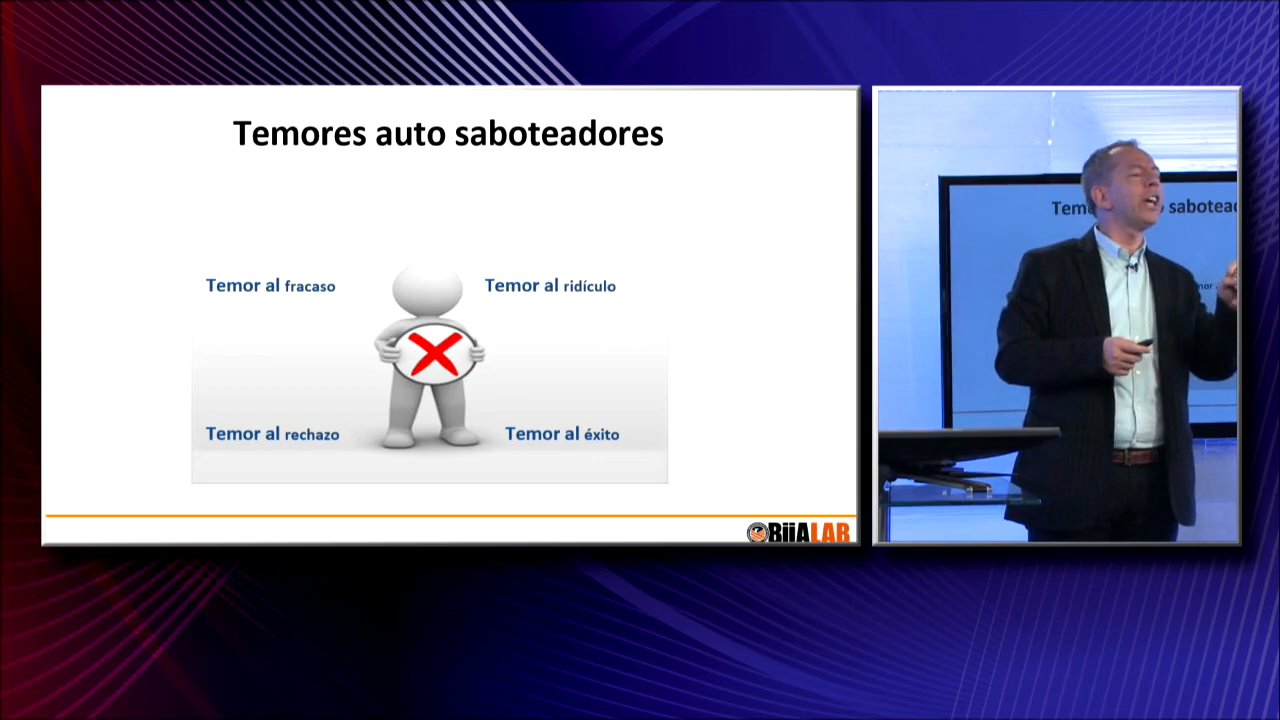 Temores auto saboteadores
Temor al fracaso
Temor al ridículo
Temor al rechazo
Temor al éxito
BiiALAB